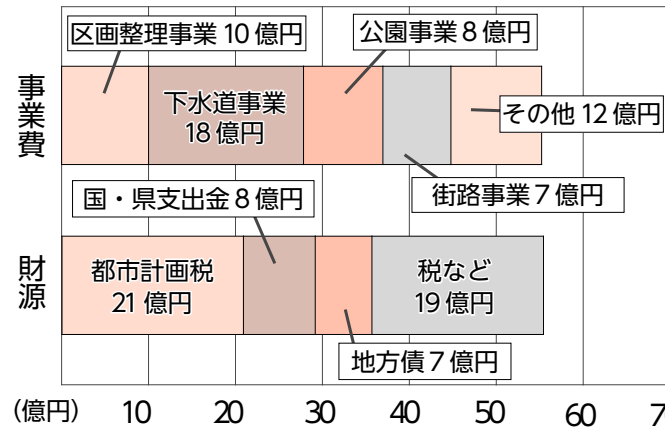 区画整理事業 10 億円
公園事業 8 億円
事業費
下水道事業
18 億円
その他 12 億円
街路事業 7 億円
国・県支出金 8 億円
財源
都市計画税
21 億円
税など
19 億円
地方債 7 億円
(億円) 10 20 30 40 50 60 7